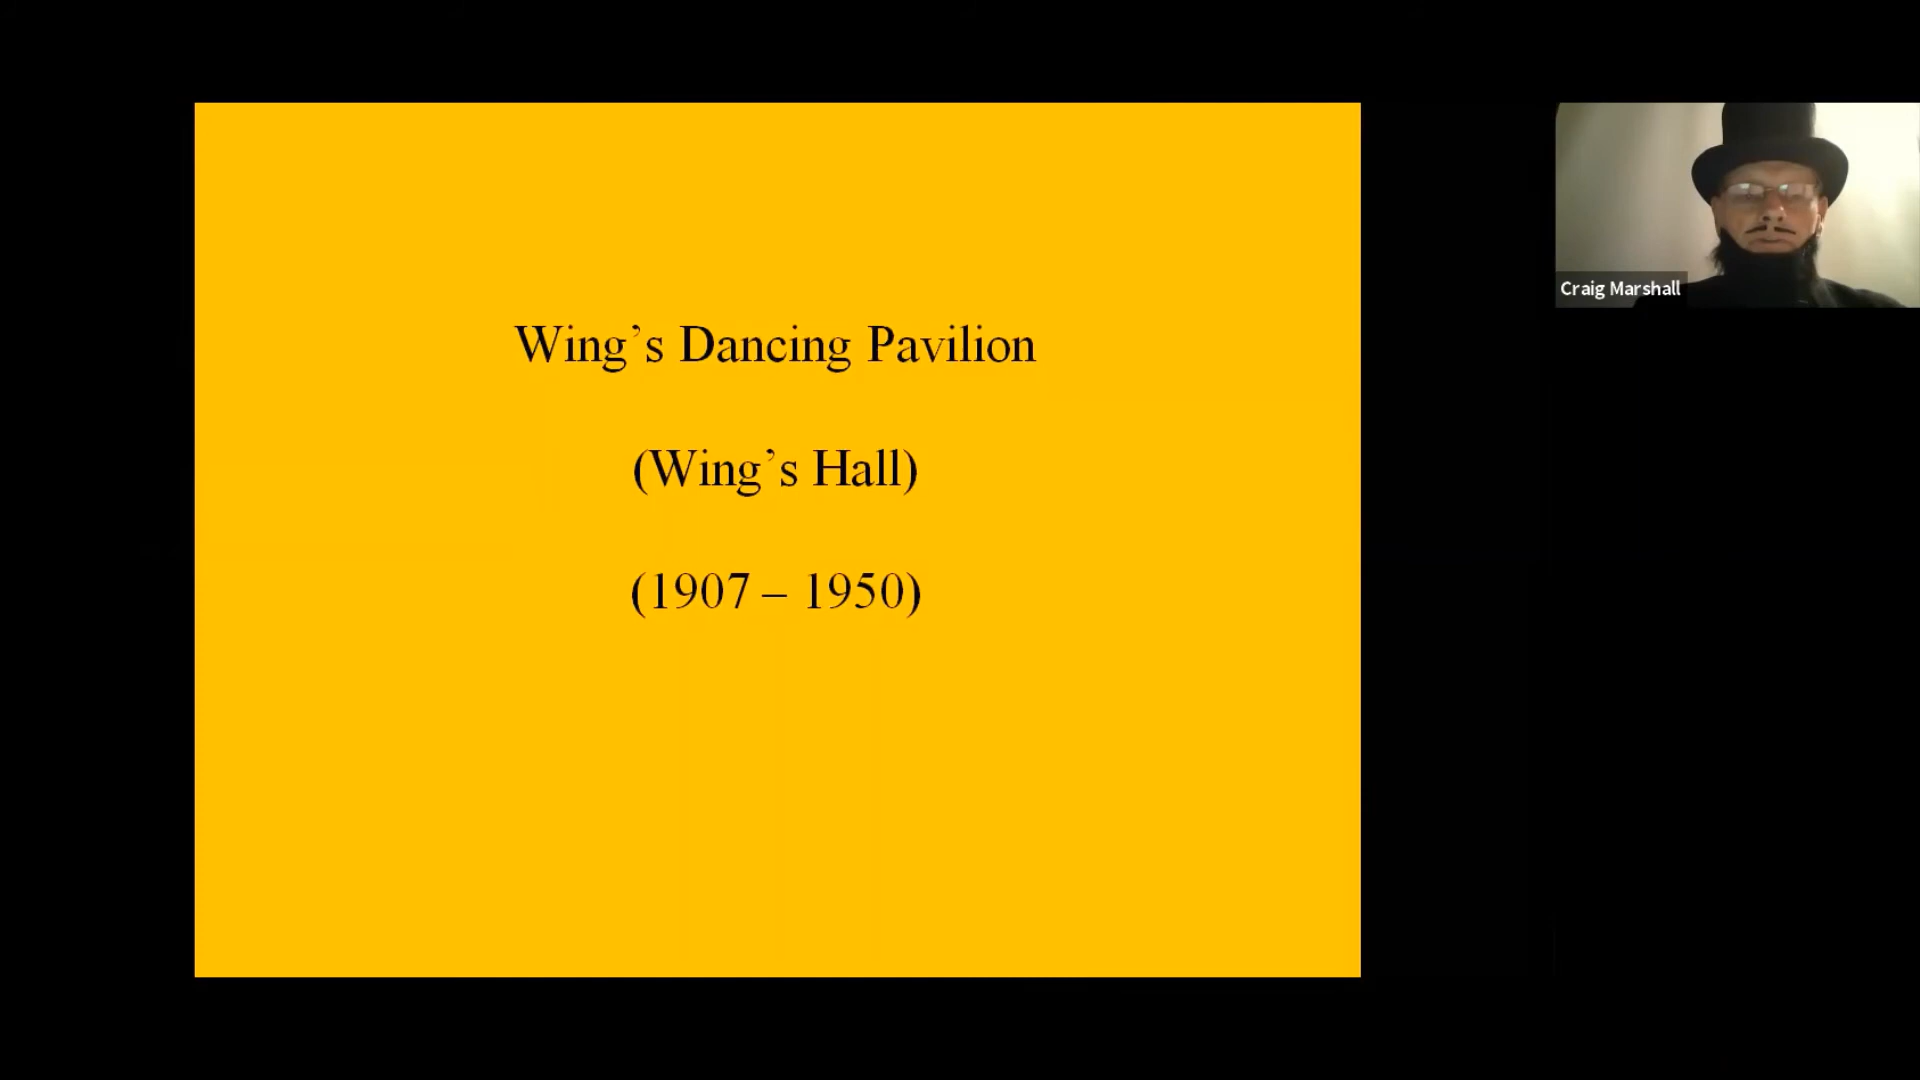 Wing’s Dancing Pavilion
(Wing’s Hall)
(1907 – 1950)
Craig Marshall